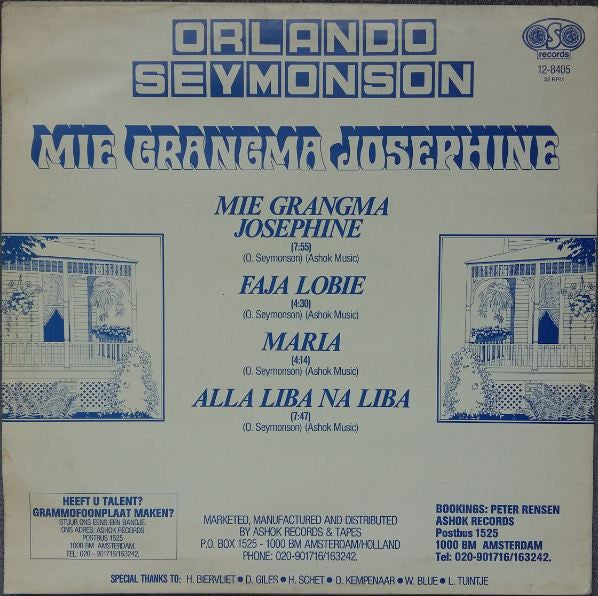 ORLANDO
SEYMONSON
OSO
records
12-8405
33 RPM
MIE GRANGMA JOSEPHINE
MIE GRANGMA
JOSEPHINE
(7:55)
(O. Seymonson) (Ashok Music)
FAJA LOBIE
(4:30)
(O. Seymonson) (Ashok Music)
MARIA
(4:14)
(O. Seymonson) (Ashok Music)
ALLA LIBA NA LIBA
(7:47)
(O. Seymonson) (Ashok Music)
HEEFT U TALENT?
GRAMMOFOONPLAAT MAKEN?
STUUR ONS EENS EEN BANDJE.
ONS ADRES: ASHOK RECORDS
POSTBUS 1525
1000 BM AMSTERDAM.
TEL: 020 - 901716/163242.
MARKETED, MANUFACTURED AND DISTRIBUTED
BY ASHOK RECORDS & TAPES
P.O. BOX 1525 - 1000 BM AMSTERDAM/HOLLAND
PHONE: 020-901716/163242
BOOKINGS: PETER RENSEN
ASHOK RECORDS
Postbus 1525
1000 BM AMSTERDAM
Tel: 020-901716/163242.
SPECIAL THANKS TO: H. BIERVLIET ● D. GILES ● H. SCHET ● O. KEMPENAAR ● W. BLUE ● L. TUINTJE